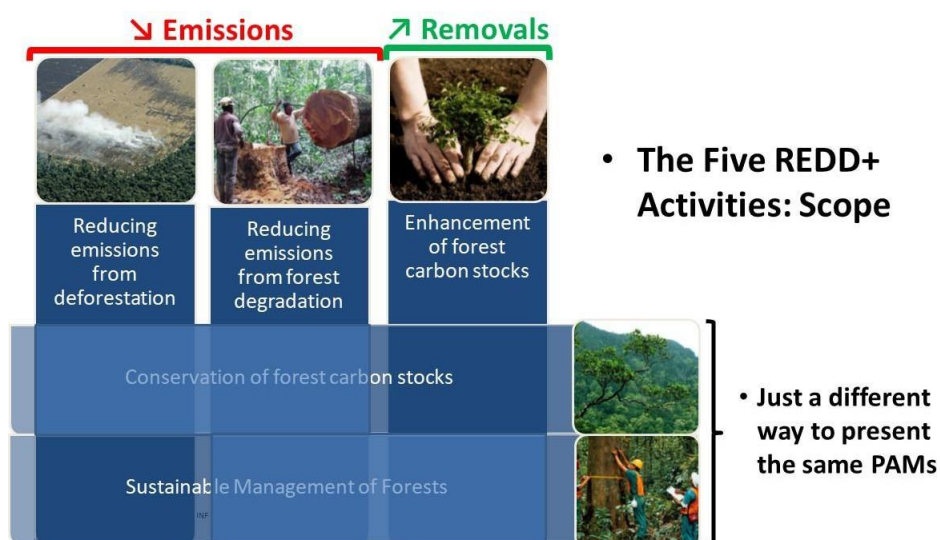 ↘ Emissions
↗ Removals
Reducing
emissions
from
deforestation
Reducing
emissions
from forest
degradation
Enhancement
of forest
carbon stocks
• The Five REDD+
Activities: Scope
Conservation of forest carbon stocks
Sustainable Management of Forests
INF
• Just a different
way to present
the same PAMs